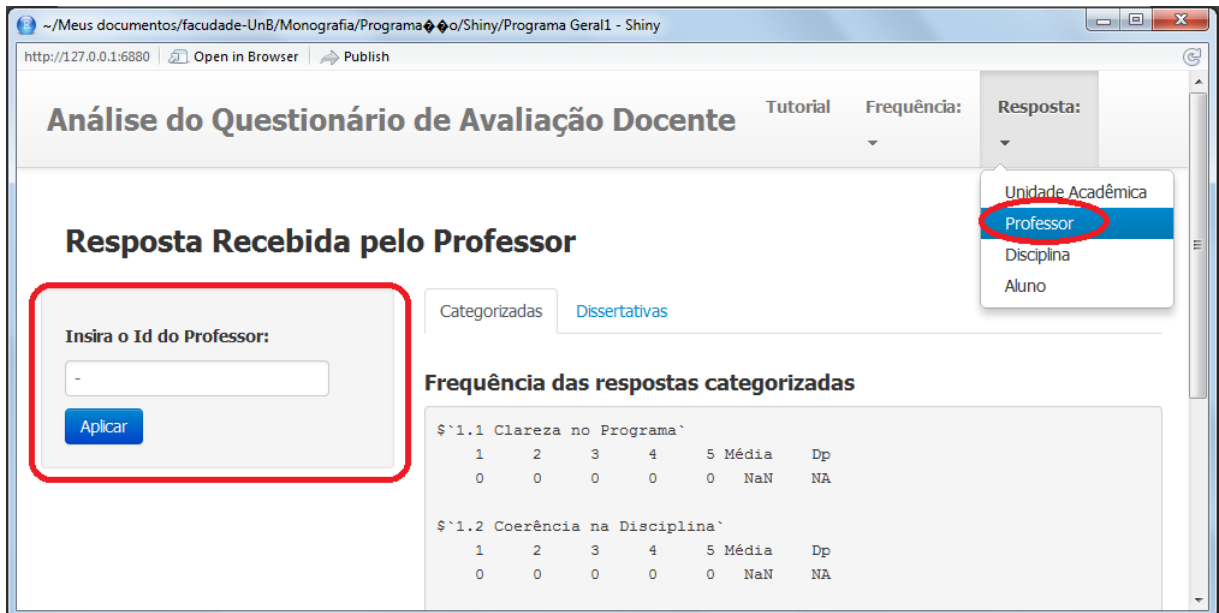 ~/Meus documentos/facudade-UnB/Monografia/Programa��o/Shiny/Programa Geral1 - Shiny
http://127.0.0.1:6880 Open in Browser Publish
Análise do Questionário de Avaliação Docente Tutorial Frequência: Resposta:
Unidade Acadêmica
Professor
Disciplina
Aluno
Resposta Recebida pelo Professor
Insira o Id do Professor:
-
Aplicar
Categorizadas Dissertativas
Frequência das respostas categorizadas
$`1.1 Clareza no Programa`
1 2 3 4 5 Média Dp
0 0 0 0 0 NaN NA
$`1.2 Coerência na Disciplina`
1 2 3 4 5 Média Dp
0 0 0 0 0 NaN NA